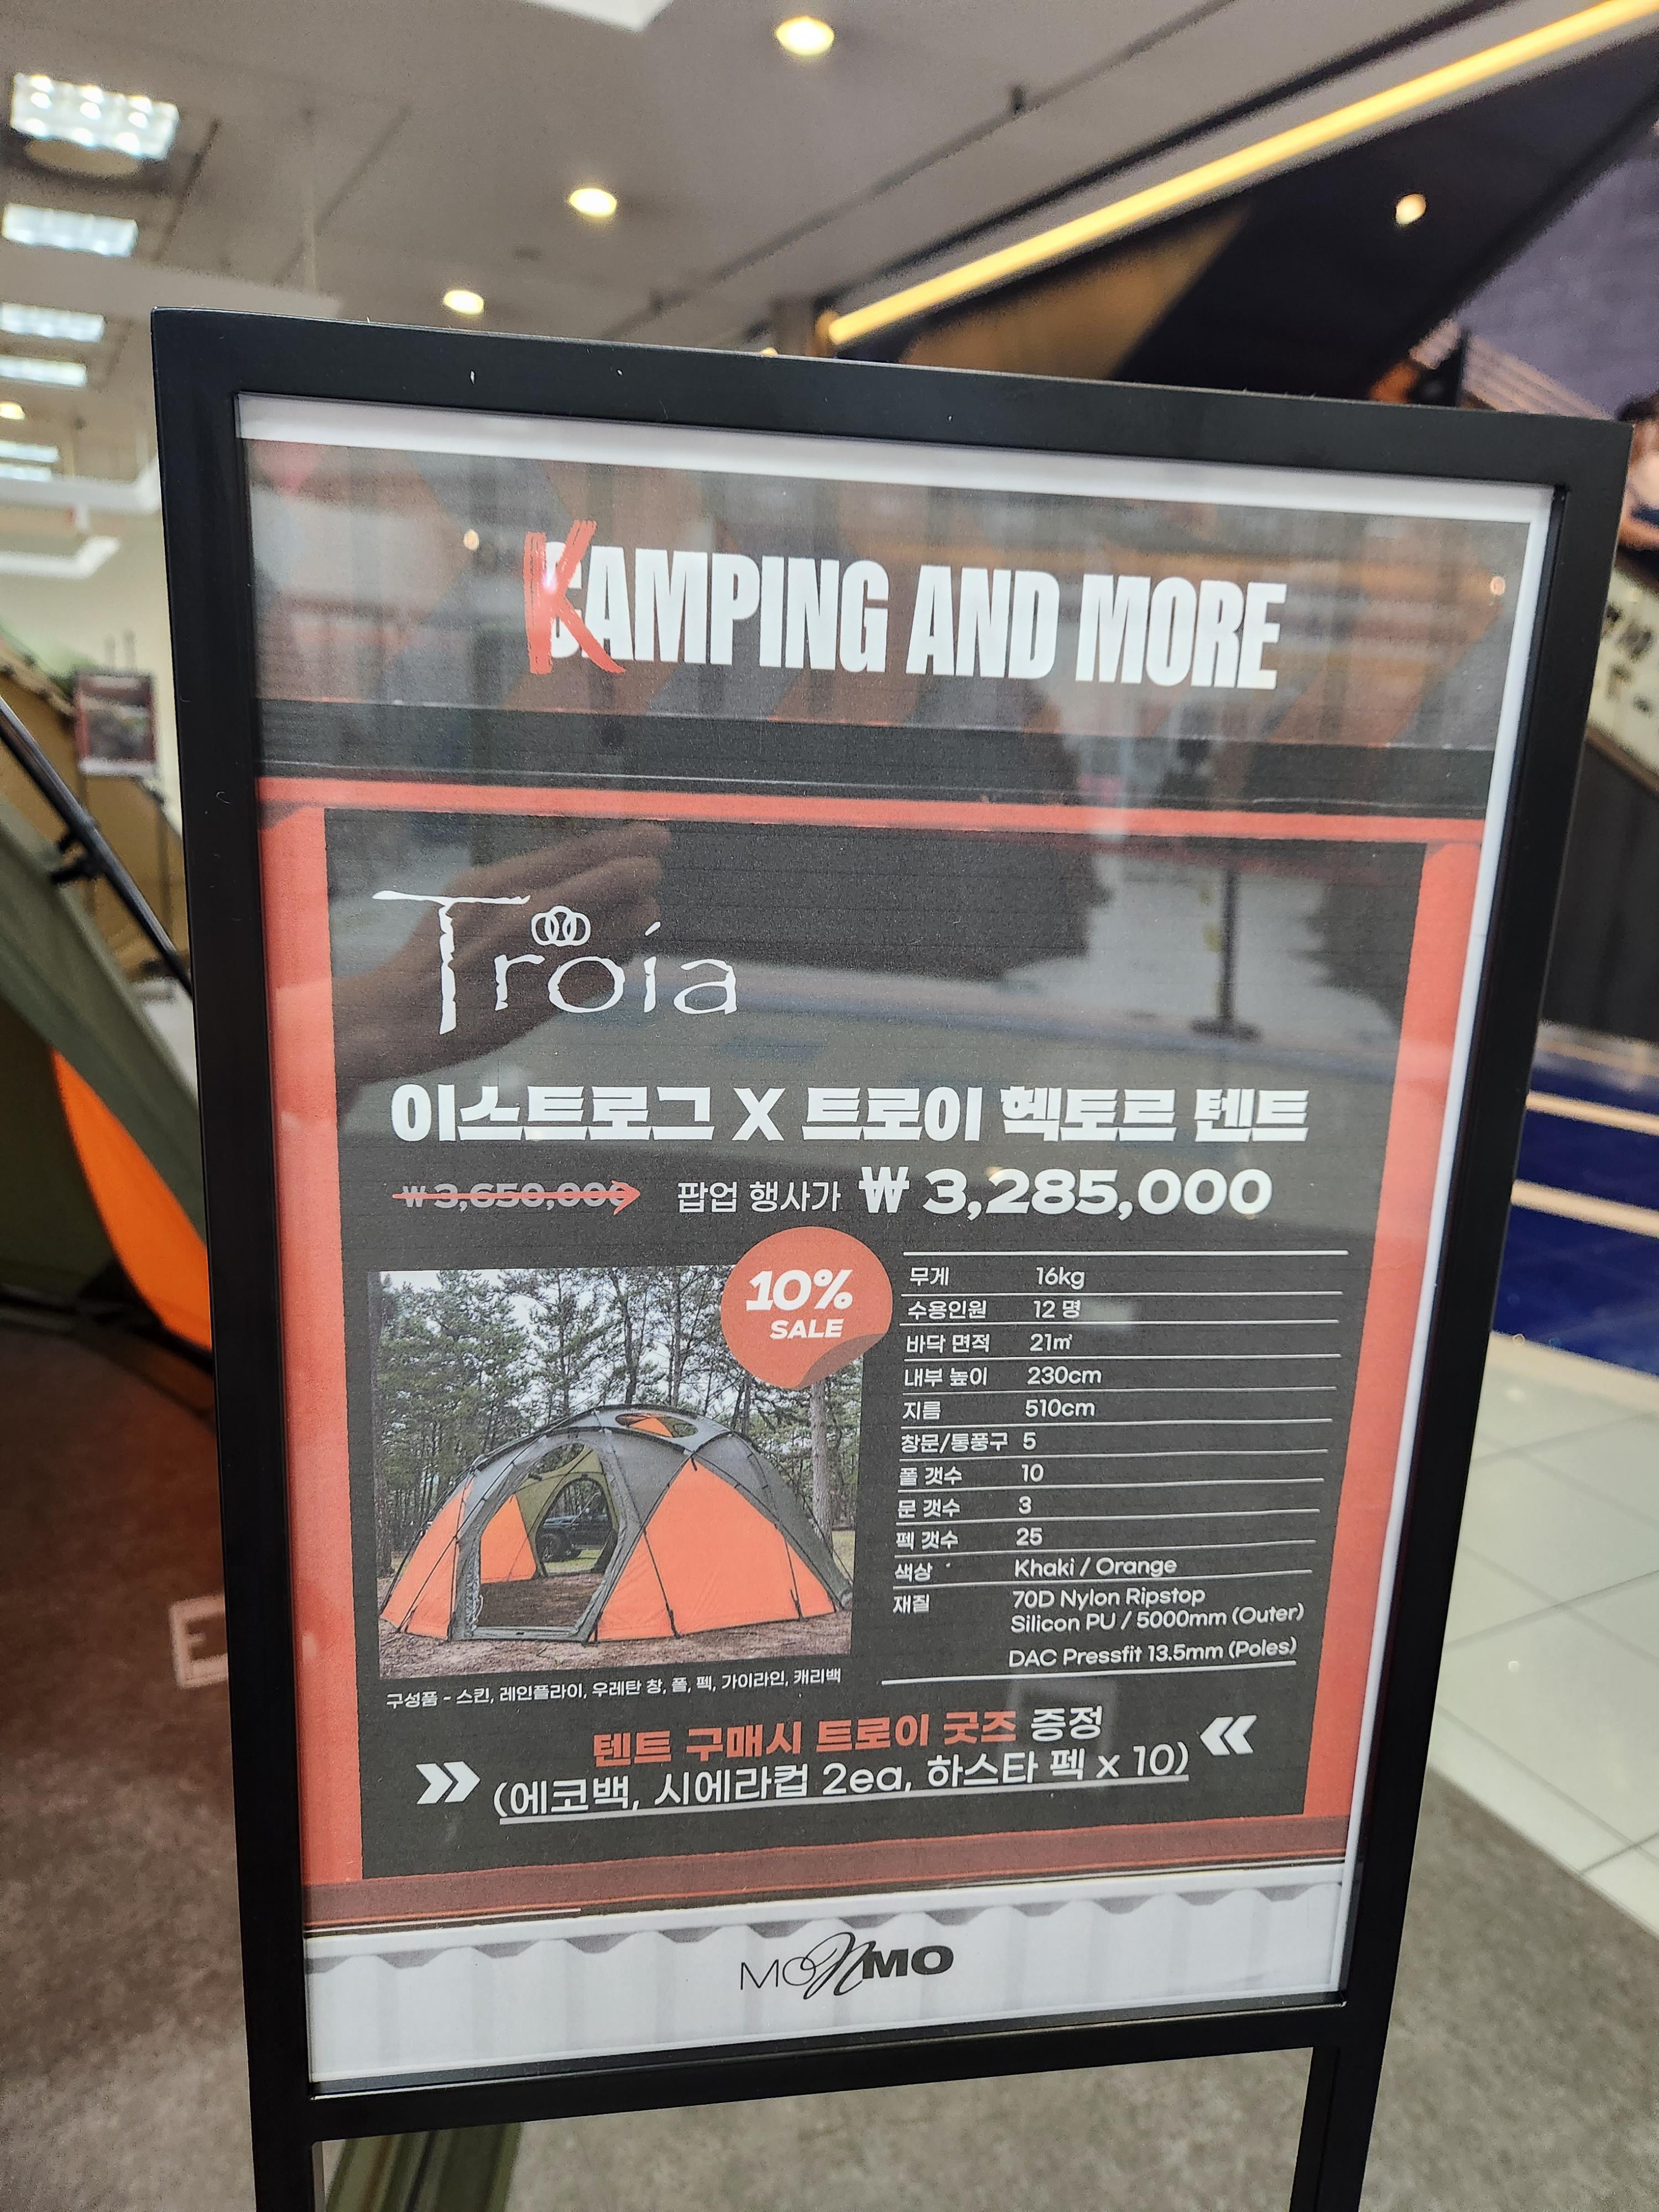 KAMPING AND MORE
Troia
이스트로그 X 트로이 헥토르 텐트
₩3,650,000 팝업 행사가 ₩ 3,285,000
10%
SALE
무게 16kg
수용인원 12 명
바닥 면적 21㎡
내부 높이 230cm
지름 510cm
창문/통풍구 5
폴 갯수 10
문 갯수 3
펙 갯수 25
색상 Khaki / Orange
재질 70D Nylon Ripstop
Silicon PU / 5000mm (Outer)
DAC Pressfit 13.5mm (Poles)
구성품 - 스킨, 레인플라이, 우레탄 창, 폴, 펙, 가이라인, 캐리백
텐트 구매시 트로이 굿즈 증정
(에코백, 시에라컵 2ea, 하스타 펙 x 10)
MONMO